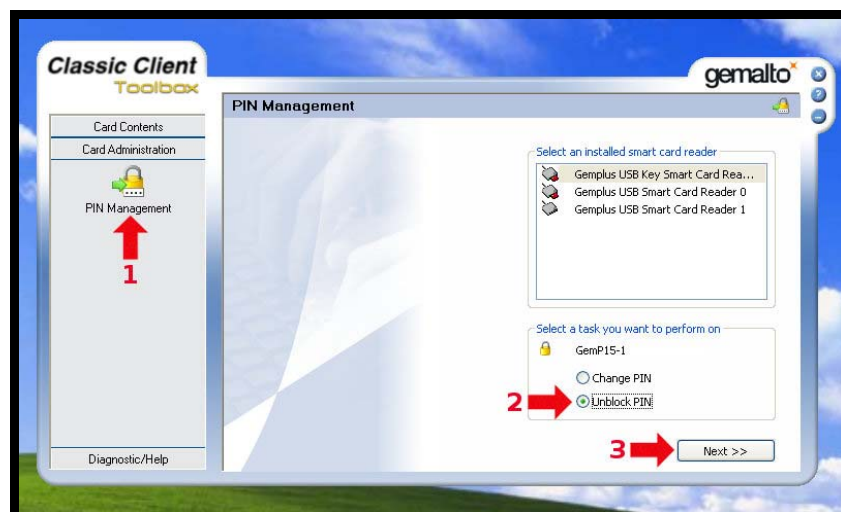 Classic Client
Toolbox
gemalto
PIN Management
Card Contents
Card Administration
PIN Management
1
Diagnostic/Help
Select an installed smart card reader
Gemplus USB Key Smart Card Rea...
Gemplus USB Smart Card Reader 0
Gemplus USB Smart Card Reader 1
Select a task you want to perform on
GemP15-1
Change PIN
2 Unblock PIN
3 Next >>